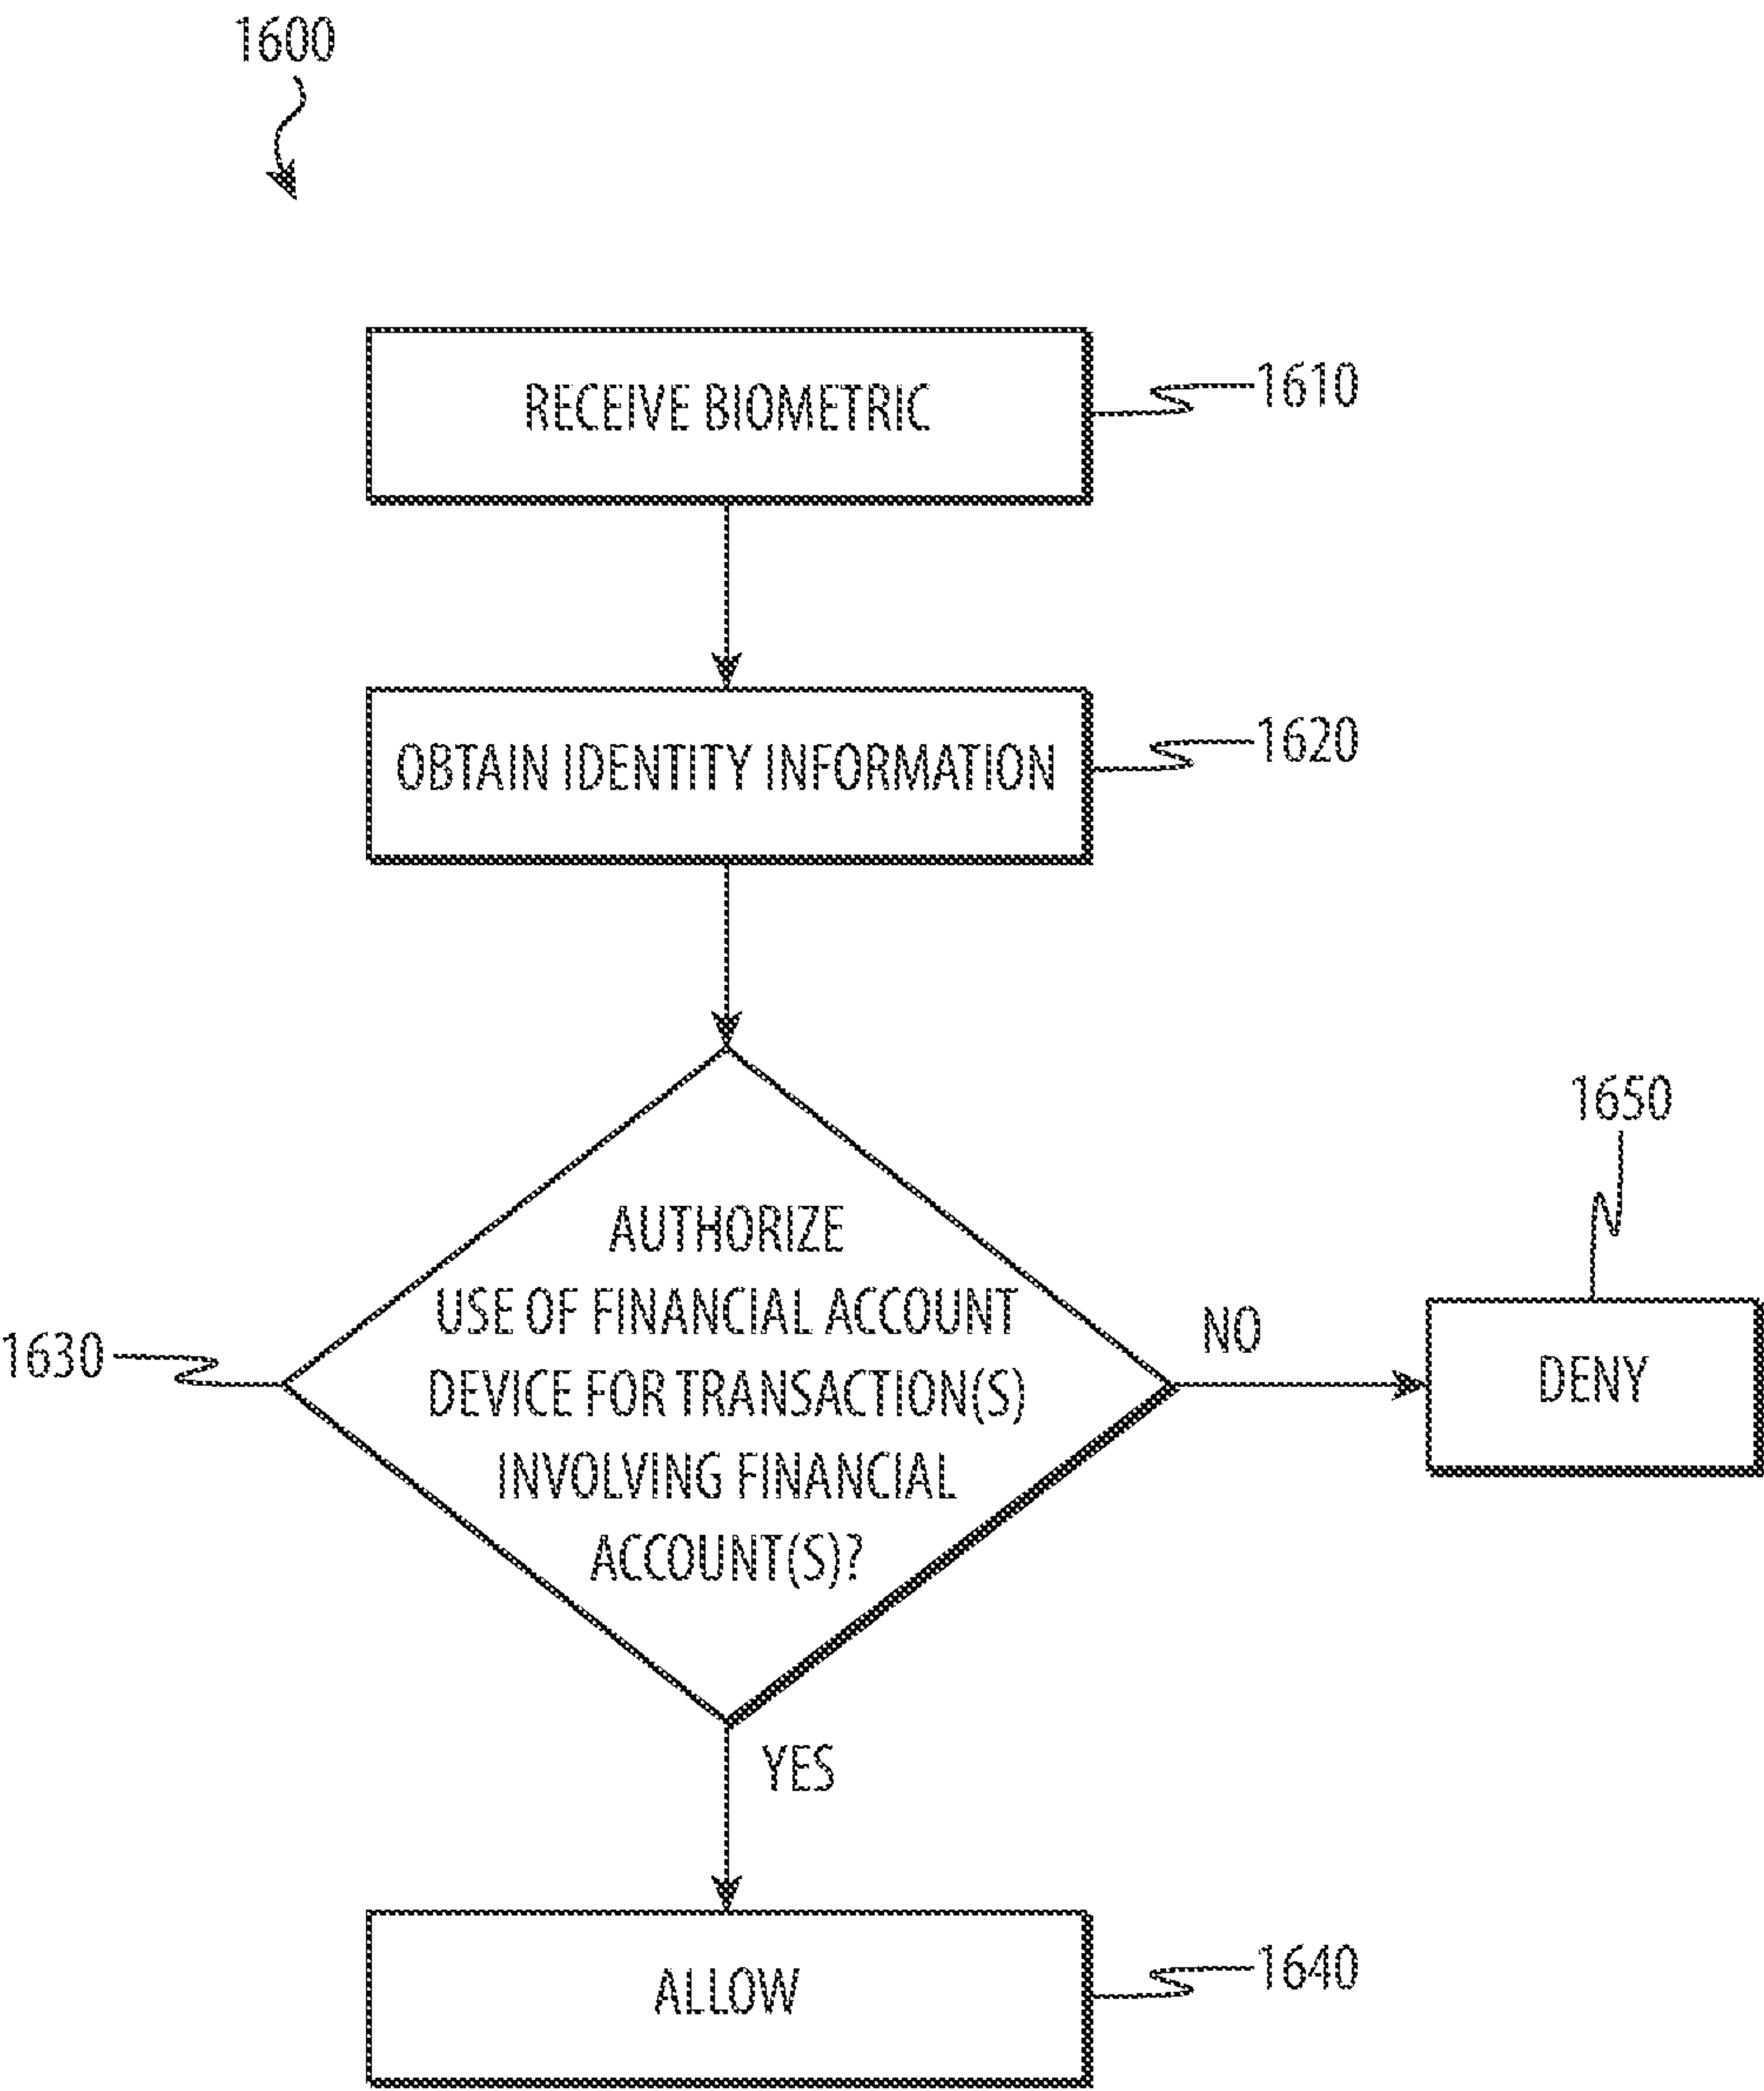 1600
RECEIVE BIOMETRIC
1610
OBTAIN IDENTITY INFORMATION
1620
AUTHORIZE
USE OF FINANCIAL ACCOUNT
DEVICE FOR TRANSACTION(S)
INVOLVING FINANCIAL
ACCOUNT(S)?
1630
NO
1650
DENY
YES
ALLOW
1640